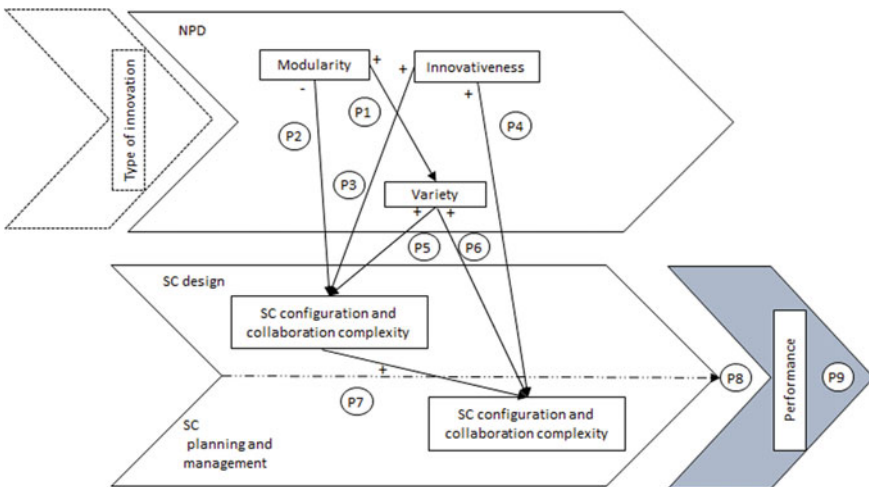 NPD
Type of innovation
Modularity
+
+
Innovativeness
-
+
P1
P2
P4
P3
Variety
+
+
P5
P6
SC design
SC configuration and
collaboration complexity
+
P7
P8
Performance
P9
SC
planning and
management
SC configuration and
collaboration complexity